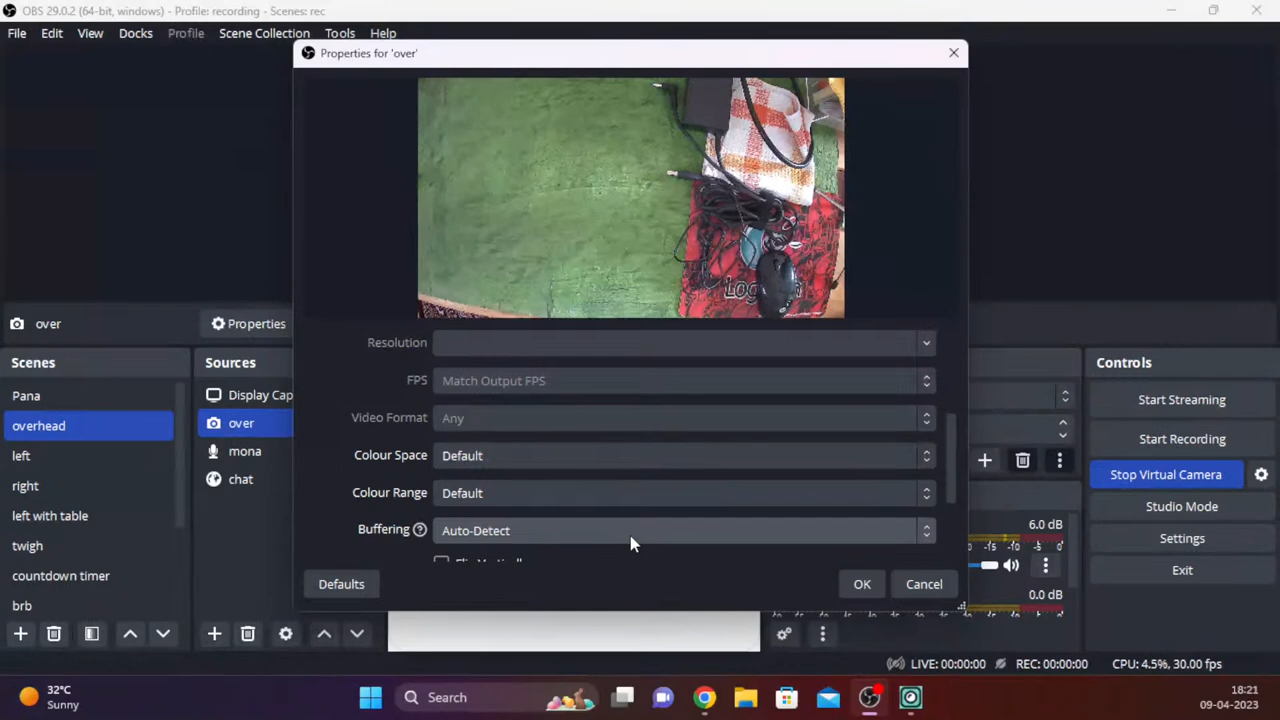 OBS 29.0.2 (64-bit, windows) - Profile: recording - Scenes: rec
File Edit View Docks Profile Scene Collection Tools Help
Properties for 'over'
over
Properties
Scenes
Pana
overhead
left
right
left with table
twigh
countdown timer
brb
Sources
Display Cap
over
mona
chat
Resolution
FPS Match Output FPS
Video Format Any
Colour Space Default
Colour Range Default
Buffering ? Auto-Detect
Defaults OK Cancel
Controls
Start Streaming
Start Recording
Stop Virtual Camera
Studio Mode
Settings
Exit
6.0 dB
-15 -10 -5 0
0.0 dB
LIVE: 00:00:00 REC: 00:00:00 CPU: 4.5%, 30.00 fps
32°C
Sunny
Search
18:21
09-04-2023